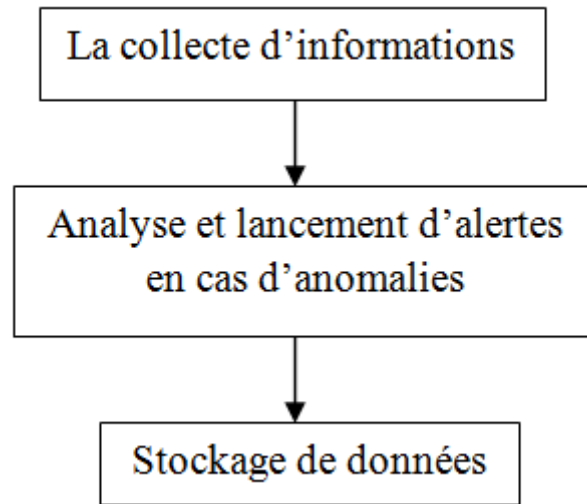 La collecte d’informations
Analyse et lancement d’alertes
en cas d’anomalies
Stockage de données